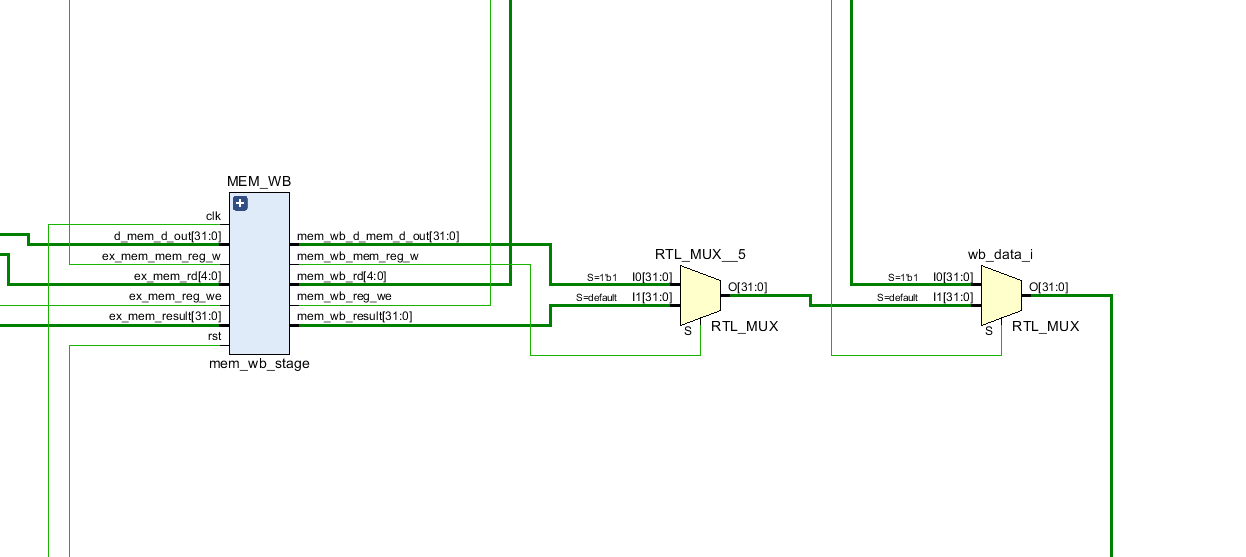 MEM_WB
clk
d_mem_d_out[31:0]
ex_mem_mem_reg_w
ex_mem_rd[4:0]
ex_mem_reg_we
ex_mem_result[31:0]
rst
mem_wb_d_mem_d_out[31:0]
mem_wb_mem_reg_w
mem_wb_rd[4:0]
mem_wb_reg_we
mem_wb_result[31:0]
mem_wb_stage
RTL_MUX__5
S=1'b1 I0[31:0]
S=default I1[31:0]
O[31:0]
S
RTL_MUX
wb_data_i
S=1'b1 I0[31:0]
S=default I1[31:0]
O[31:0]
S
RTL_MUX